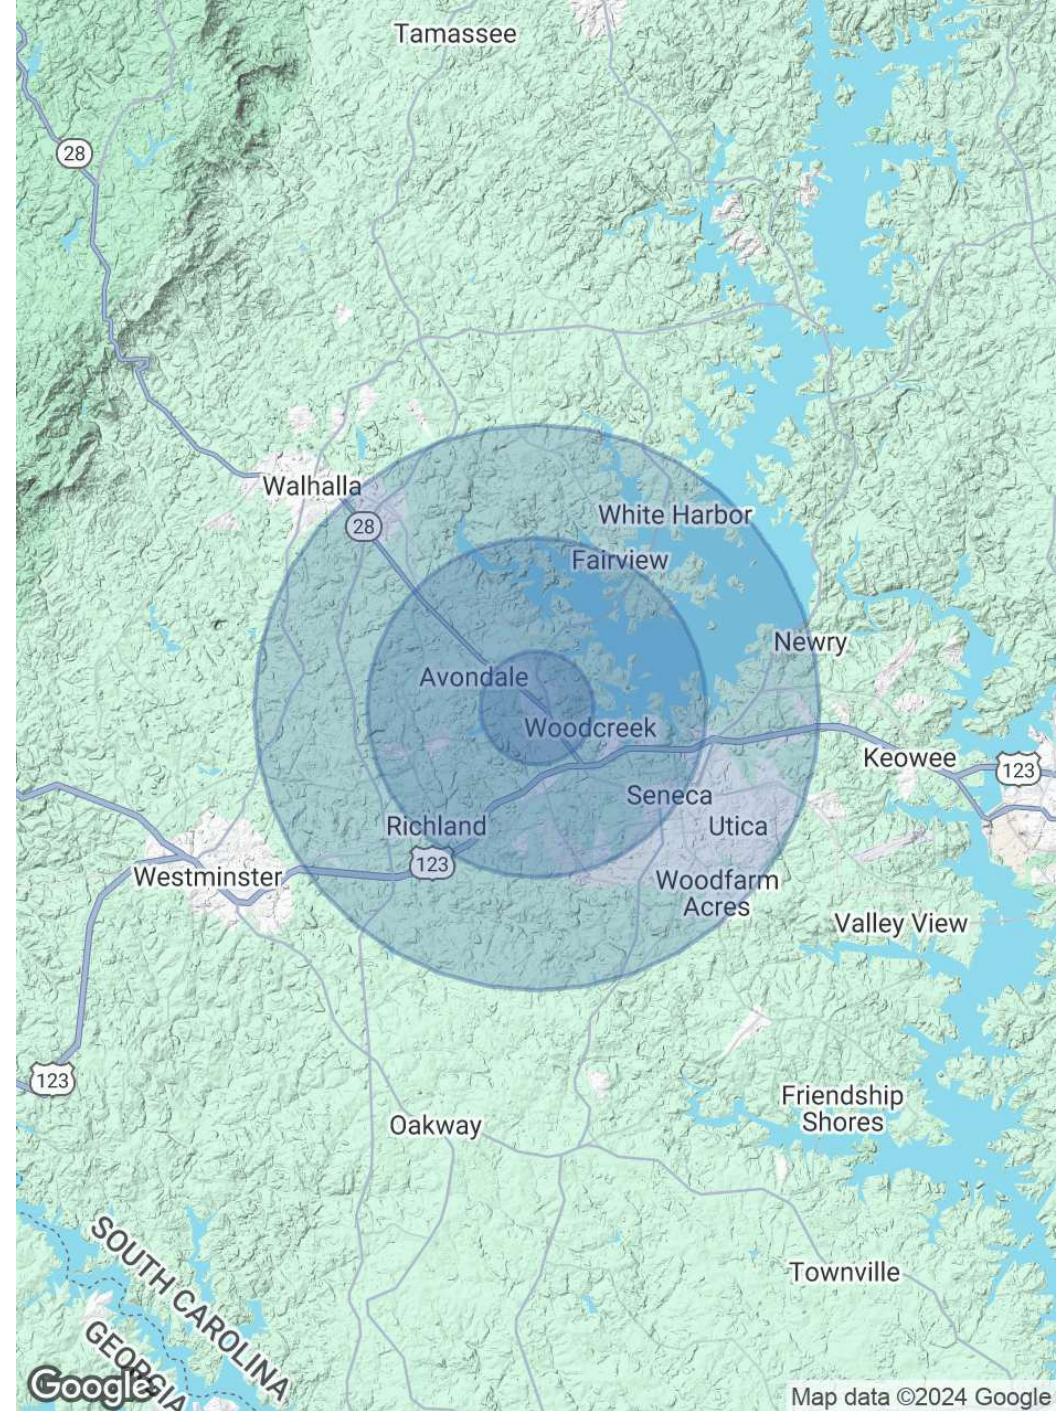 Tamassee
28
Walhalla
28
White Harbor
Fairview
Newry
Avondale
Woodcreek
Keowee
123
Seneca
Richland
Utica
123
Westminster
Woodfarm
Acres
Valley View
123
Friendship
Shores
Oakway
SOUTH CAROLINA
GEORGIA
Townville
Google
Map data ©2024 Google